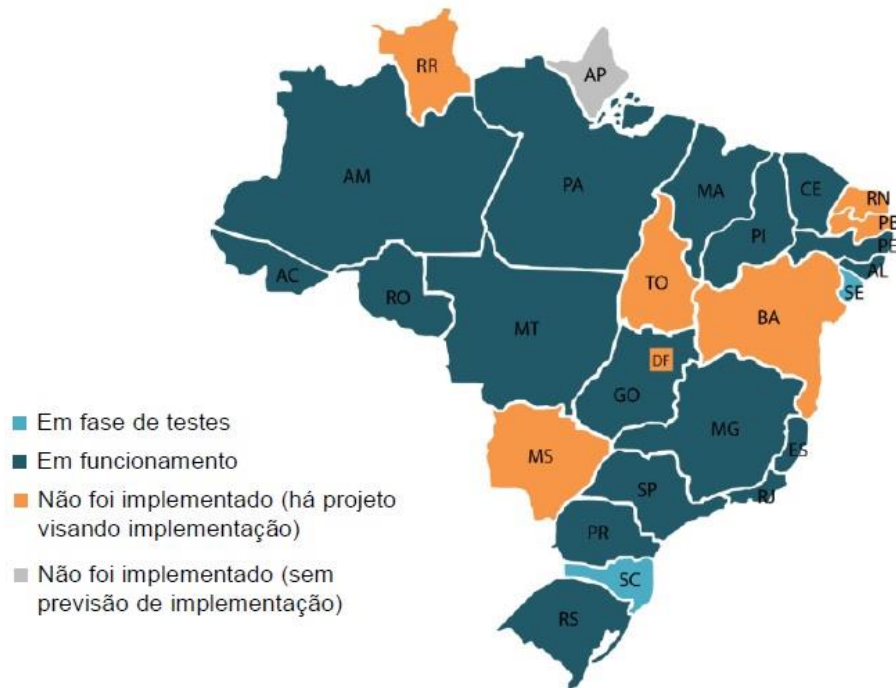 RR
AP
AM
PA
MA
CE
RN
PB
PE
PI
AL
SE
AC
RO
TO
BA
MT
DF
GO
MG
ES
MS
SP
RJ
PR
SC
RS
Em fase de testes
Em funcionamento
Não foi implementado (há projeto
visando implementação)
Não foi implementado (sem
previsão de implementação)